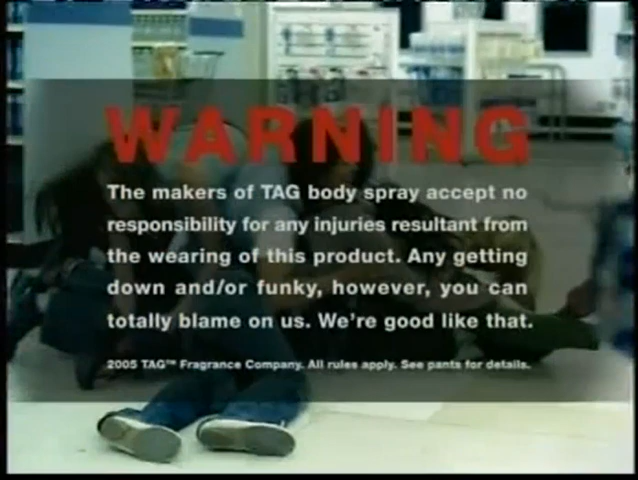 WARNING
The makers of TAG body spray accept no
responsibility for any injuries resultant from
the wearing of this product. Any getting
down and/or funky, however, you can
totally blame on us. We're good like that.
2005 TAG™ Fragrance Company. All rules apply. See pants for details.